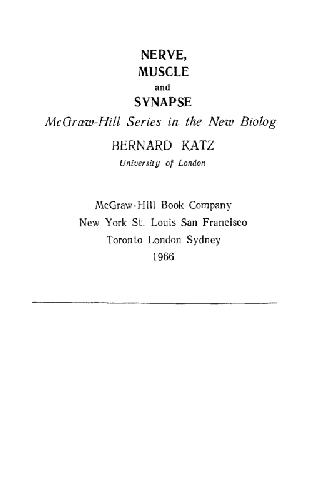 NERVE,
MUSCLE
and
SYNAPSE
McGraw-Hill Series in the New Biolog
BERNARD KATZ
University of London
McGraw-Hill Book Company
New York St. Louis San Francisco
Toronto London Sydney
1966